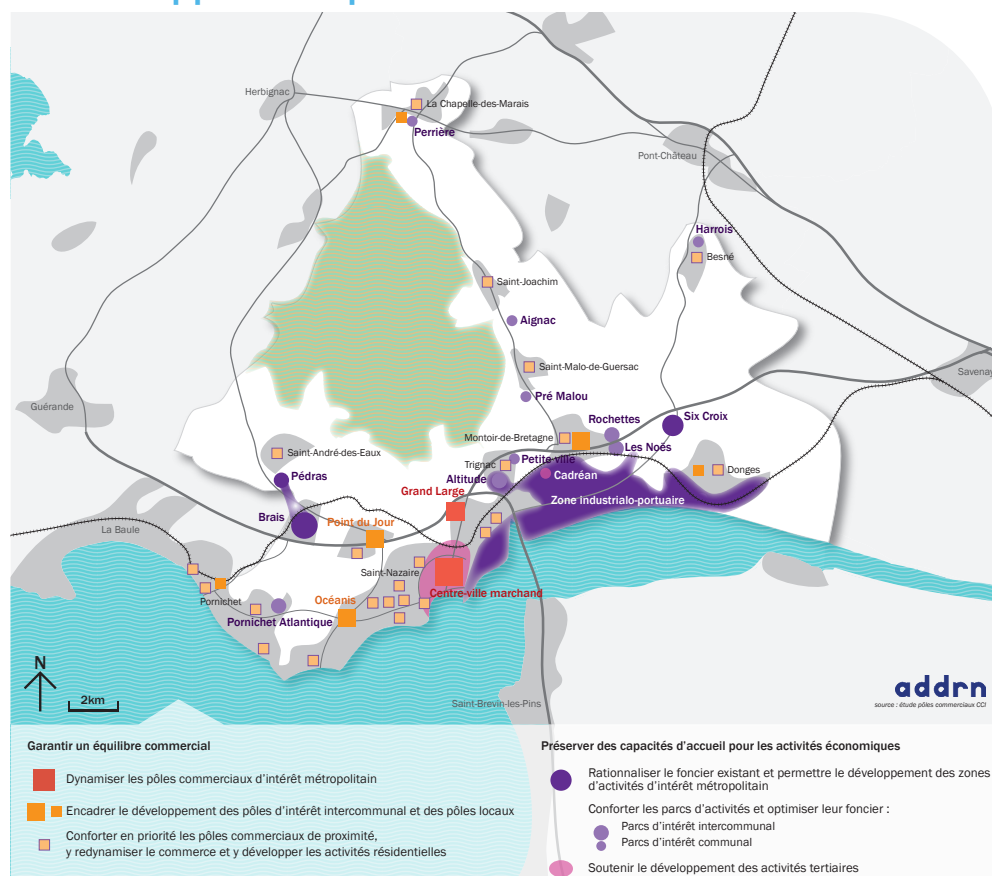 Herbignac
La Chapelle-des-Marais
Perrière
Pont-Château
Harrois
Besné
Saint-Joachim
Aignac
Saint-Malo-de-Guersac
Savenay
Pré Malou
Guérande
Rochettes
Six Croix
Montoir-de-Bretagne
Les Noës
Saint-André-des-Eaux
Trignac
Petite ville
Donges
Pédras
Altitude
Cadréan
Grand Large
Zone industrialo-portuaire
Brais
Point du Jour
La Baule
Saint-Nazaire
Centre-ville marchand
Pornichet
Océanis
Pornichet Atlantique
N
2km
Saint-Brevin-les-Pins
addrn
source : étude pôles commerciaux CCI
Garantir un équilibre commercial
Dynamiser les pôles commerciaux d'intérêt métropolitain
Encadrer le développement des pôles d'intérêt intercommunal et des pôles locaux
Conforter en priorité les pôles commerciaux de proximité,
y redynamiser le commerce et y développer les activités résidentielles
Préserver des capacités d'accueil pour les activités économiques
Rationnaliser le foncier existant et permettre le développement des zones
d'activités d'intérêt métropolitain
Conforter les parcs d'activités et optimiser leur foncier :
Parcs d'intérêt intercommunal
Parcs d'intérêt communal
Soutenir le développement des activités tertiaires